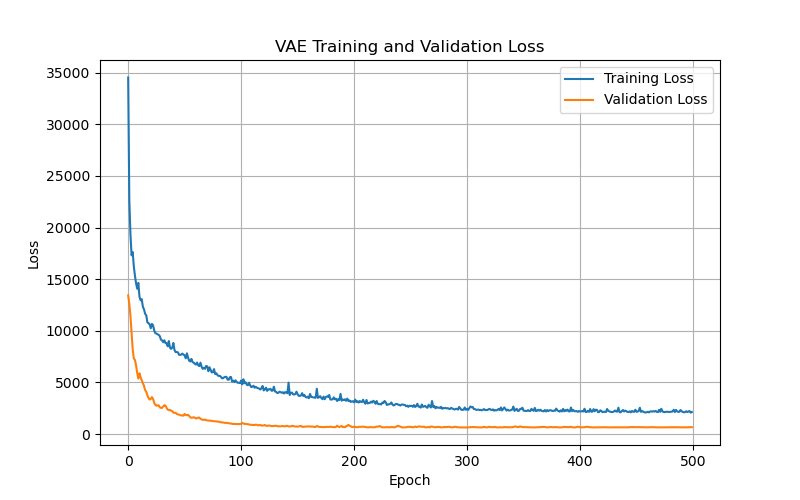 VAE Training and Validation Loss
Training Loss
Validation Loss
35000
30000
25000
20000
15000
10000
5000
0
Loss
0 100 200 300 400 500
Epoch